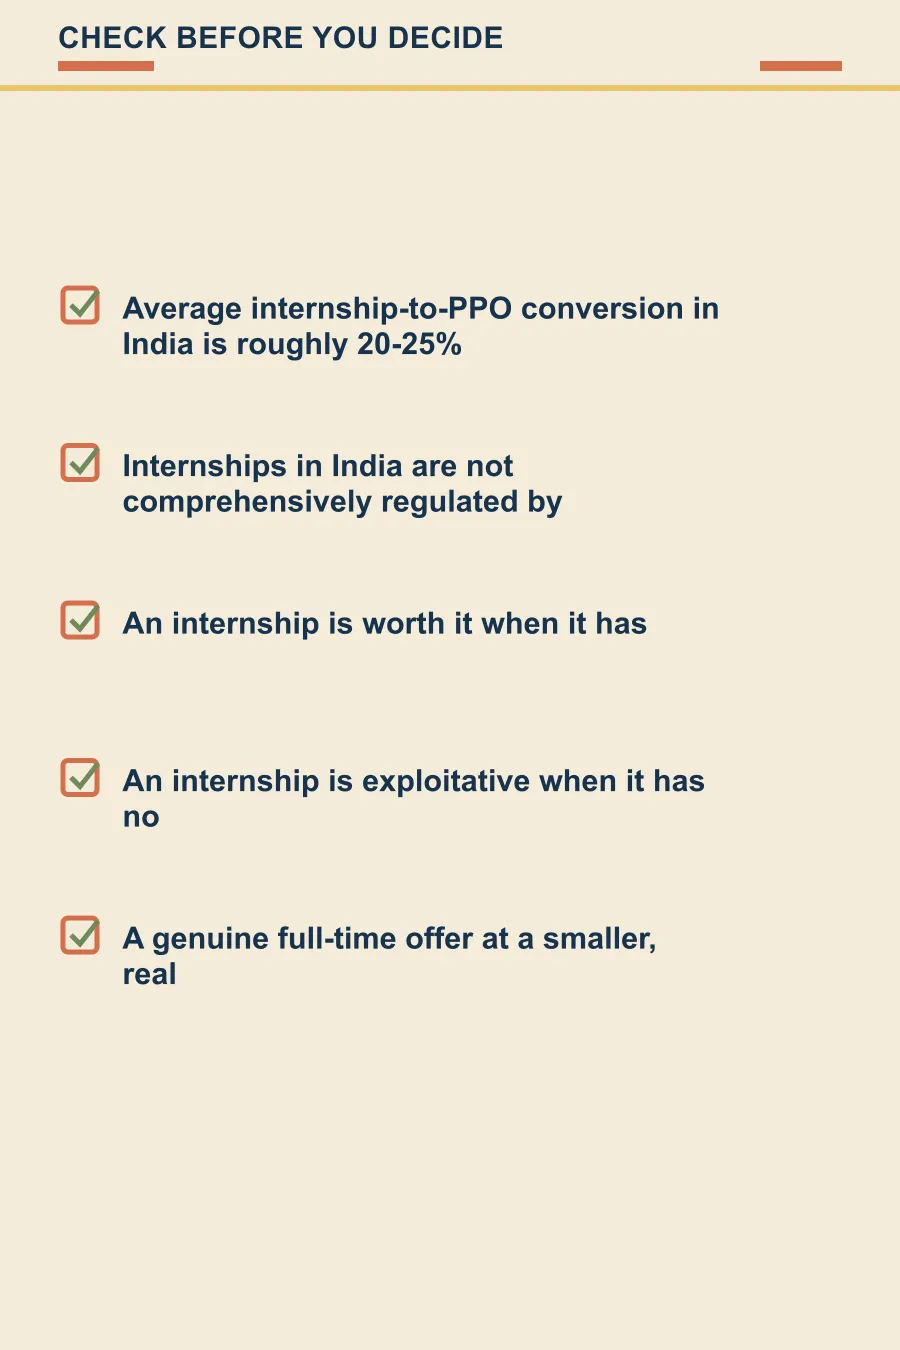 CHECK BEFORE YOU DECIDE
Average internship-to-PPO conversion in
India is roughly 20-25%
Internships in India are not
comprehensively regulated by
An internship is worth it when it has
An internship is exploitative when it has
no
A genuine full-time offer at a smaller,
real